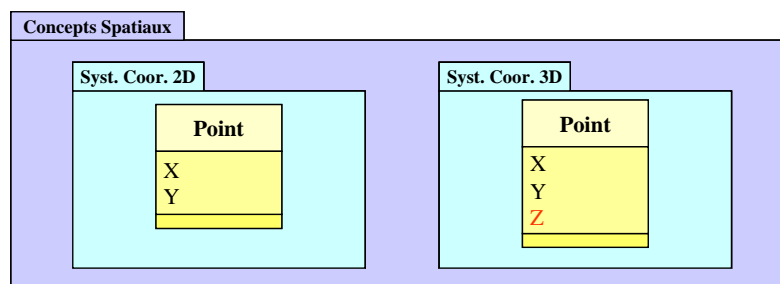 Concepts Spatiaux
Syst. Coor. 2D
Point
X
Y
Syst. Coor. 3D
Point
X
Y
Z